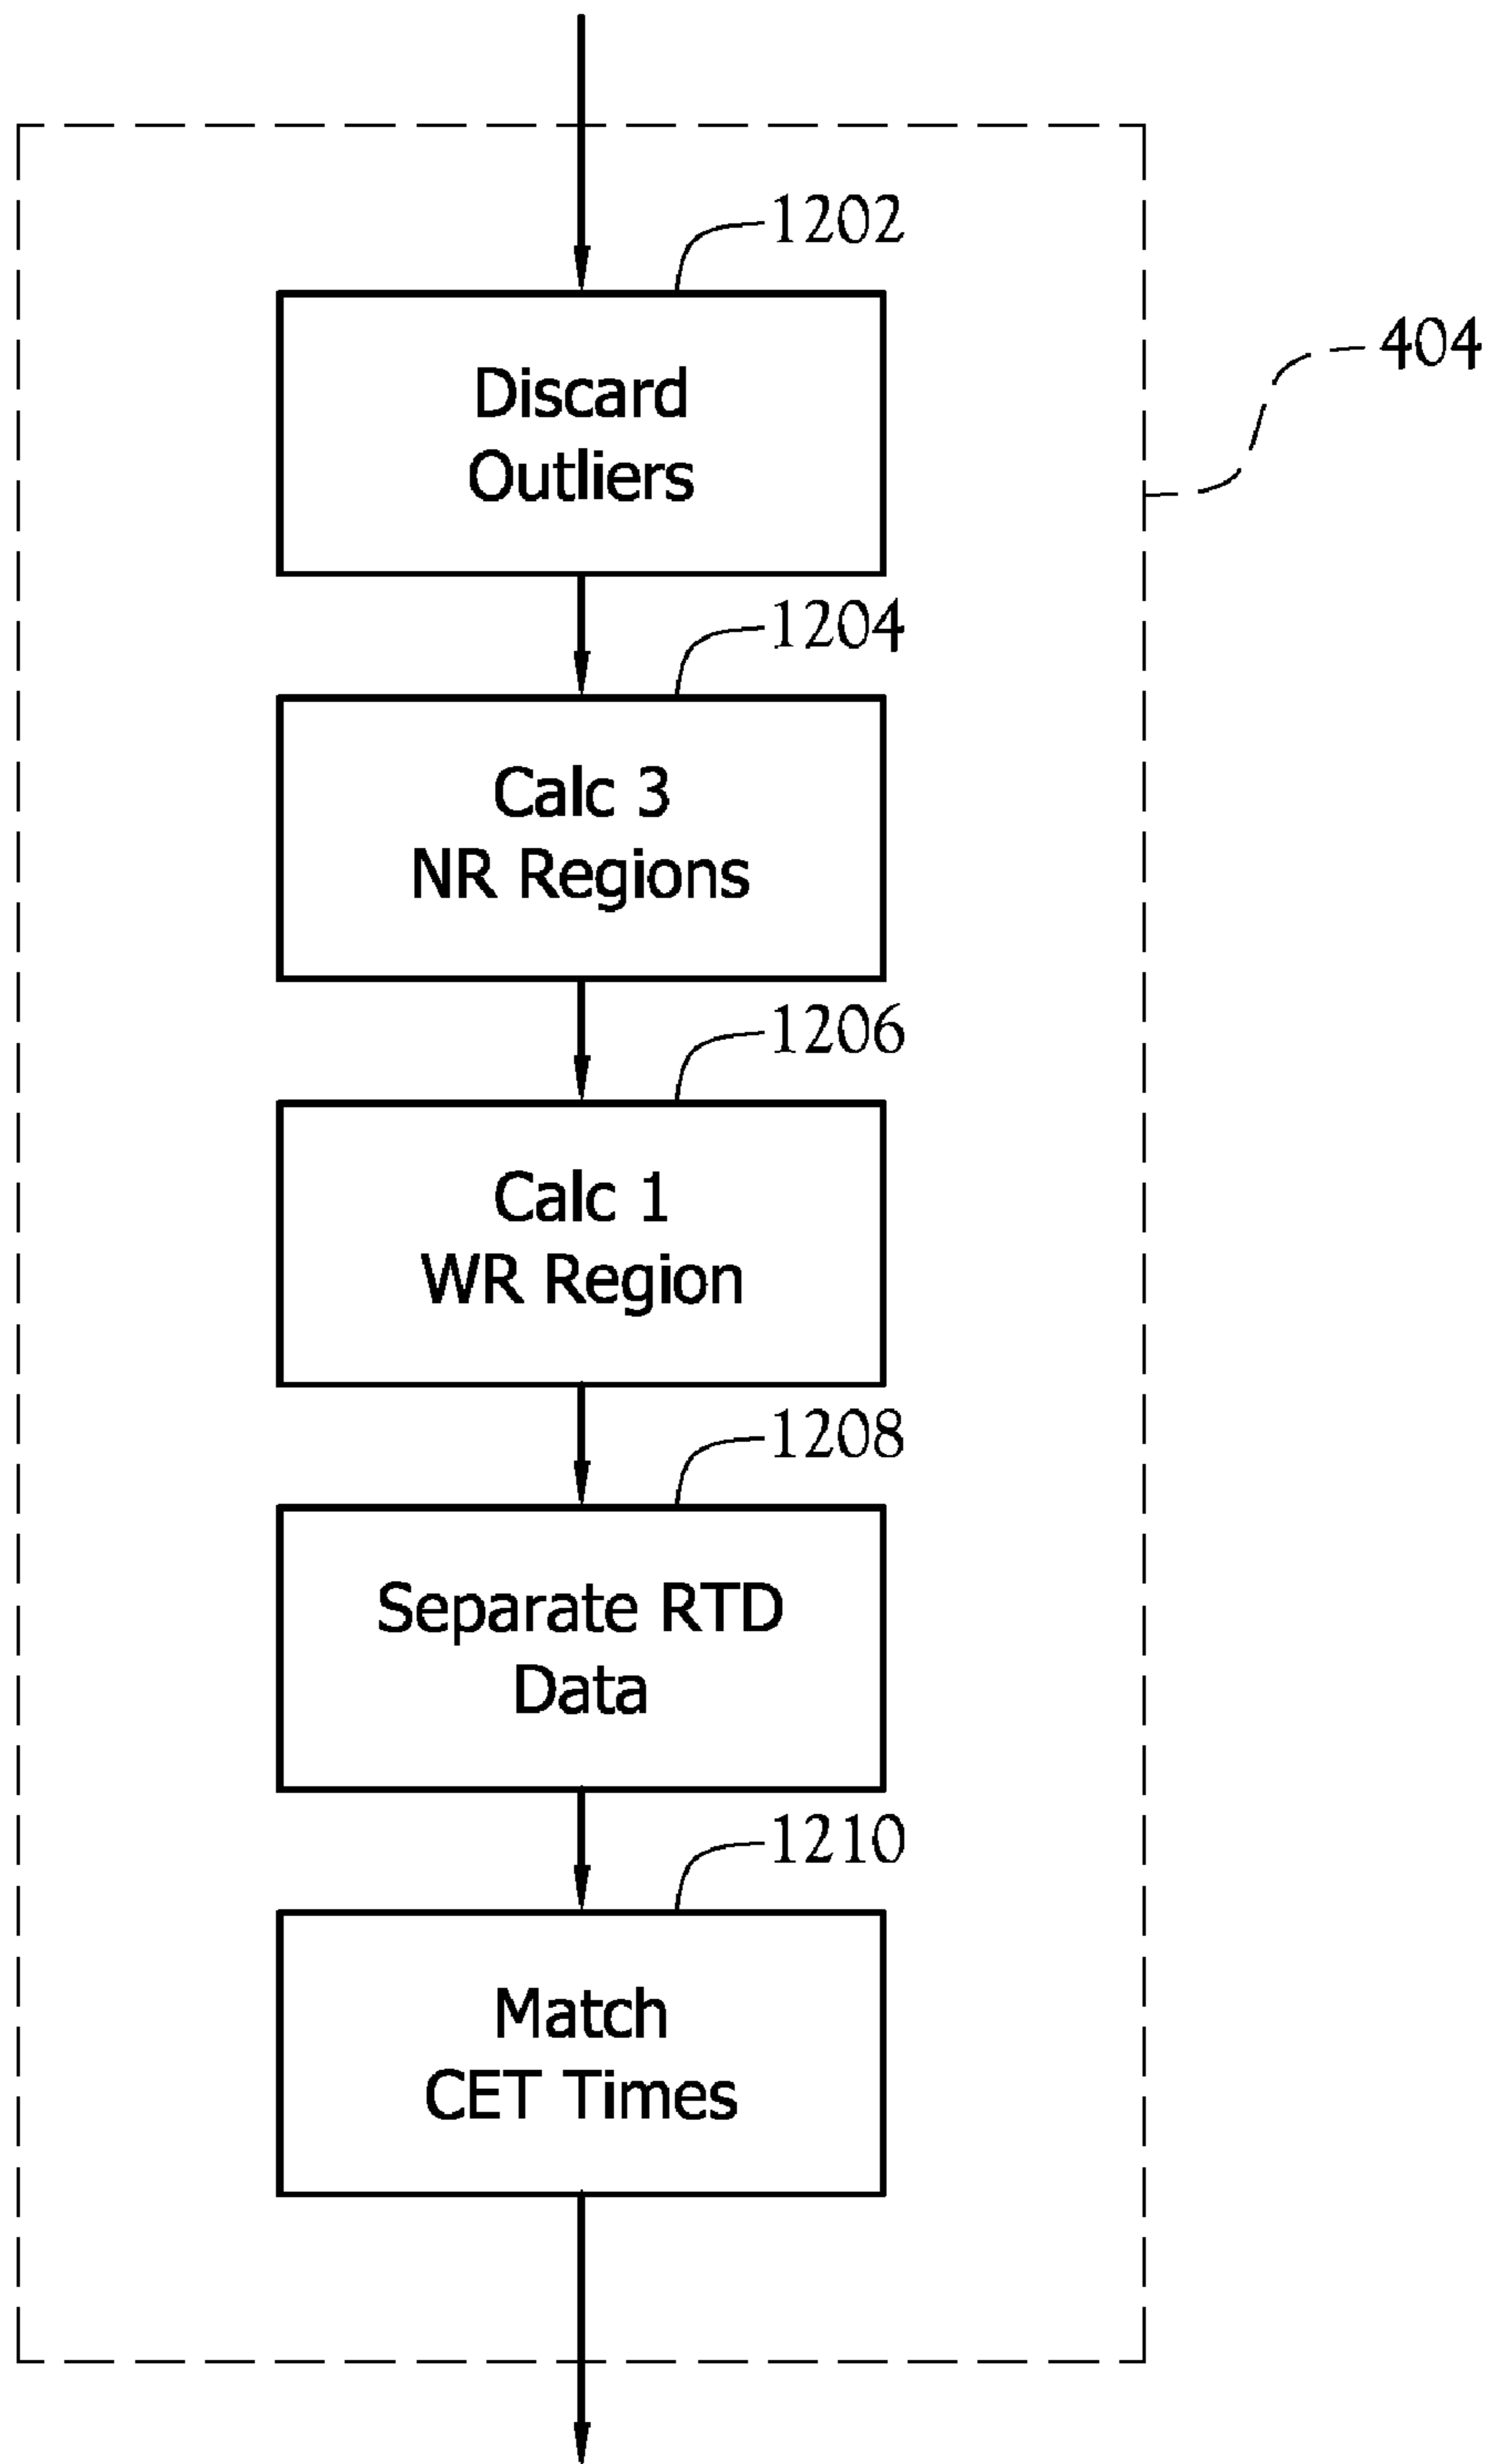 1202
Discard
Outliers
404
1204
Calc 3
NR Regions
1206
Calc 1
WR Region
1208
Separate RTD
Data
1210
Match
CET Times